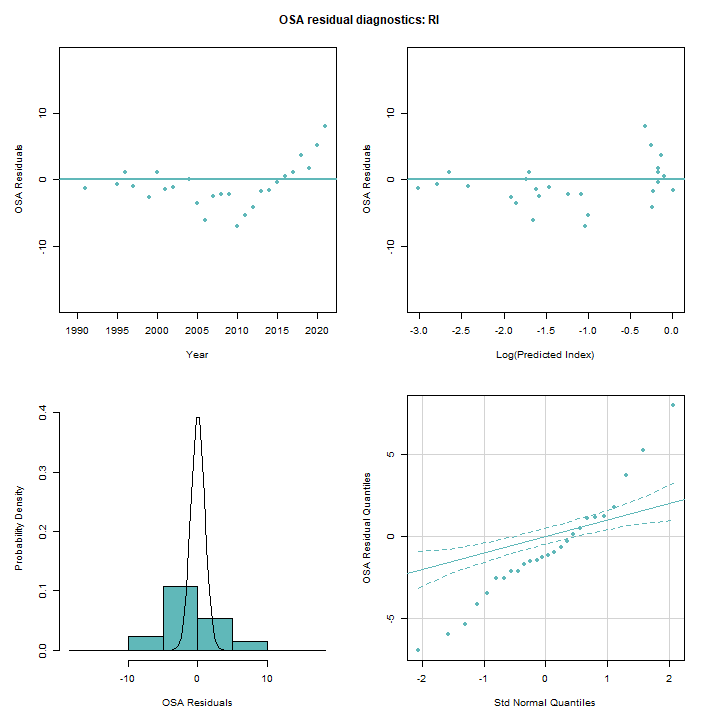 OSA residual diagnostics: RI
OSA Residuals
10
0
-10
1990 1995 2000 2005 2010 2015 2020
Year
OSA Residuals
10
0
-10
-3.0 -2.5 -2.0 -1.5 -1.0 -0.5 0.0
Log(Predicted Index)
Probability Density
0.4
0.3
0.2
0.1
0.0
-10 0 10
OSA Residuals
OSA Residual Quantiles
5
0
-5
-2 -1 0 1 2
Std Normal Quantiles